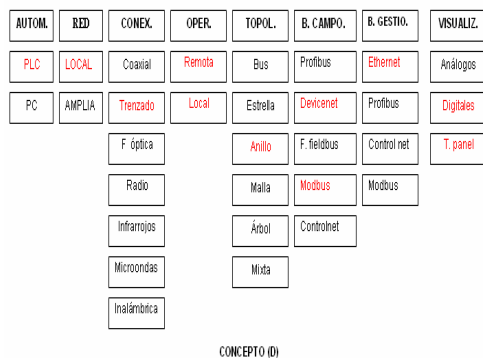 AUTOM. RED CONEX. OPER. TOPOL. B. CAMPO. B. GESTIO. VISUALIZ.
PLC LOCAL Coaxial Remota Bus Profibus Ethernet Análogos
PC AMPLIA Trenzado Local Estrella Devicenet Profibus Digitales
F. óptica Anillo F. fieldbus Control net T. panel
Radio Malla Modbus Modbus
Infrarrojos Árbol Controlnet
Microondas Mixta
Inalámbrica
CONCEPTO (D)